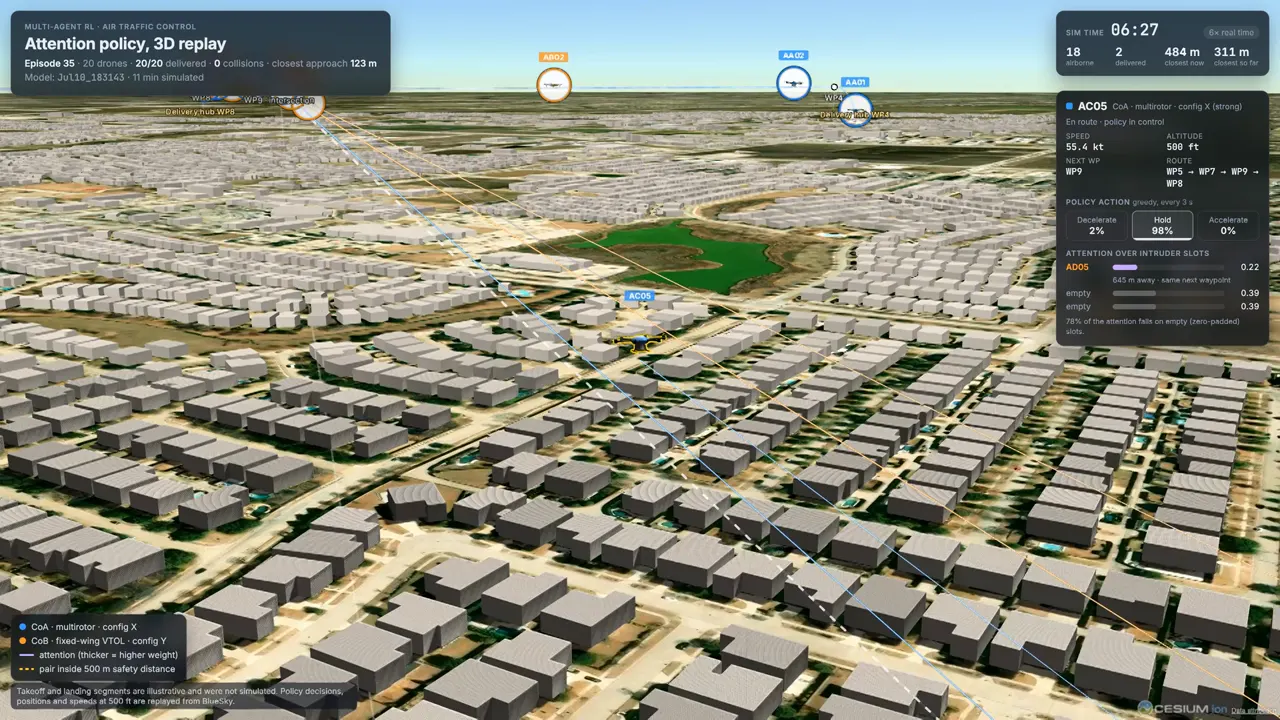 MULTI-AGENT RL · AIR TRAFFIC CONTROL
Attention policy, 3D replay
Episode 35 · 20 drones · 20/20 delivered · 0 collisions · closest approach 123 m
Model: Jul10_183143 · 11 min simulated
SIM TIME 06:27 6× real time
18 2 484 m 311 m
airborne delivered closest now closest so far
AC05 CoA · multirotor · config X (strong)
En route · policy in control
SPEED ALTITUDE
55.4 kt 500 ft
NEXT WP ROUTE
WP9 WP5 → WP7 → WP9 →
WP8
POLICY ACTION greedy, every 3 s
Decelerate Hold Accelerate
2% 98% 0%
ATTENTION OVER INTRUDER SLOTS
AD05 0.22
645 m away · same next waypoint
empty 0.39
empty 0.39
78% of the attention falls on empty (zero-padded)
slots.
AB02
AA02
AA01
WP4
Delivery hub WP4
WP8
WP9 · intersection
Delivery hub WP8
AC05
CoA · multirotor · config X
CoB · fixed-wing VTOL · config Y
attention (thicker = higher weight)
pair inside 500 m safety distance
Takeoff and landing segments are illustrative and were not simulated. Policy decisions,
positions and speeds at 500 ft are replayed from BlueSky.
CESIUM ion